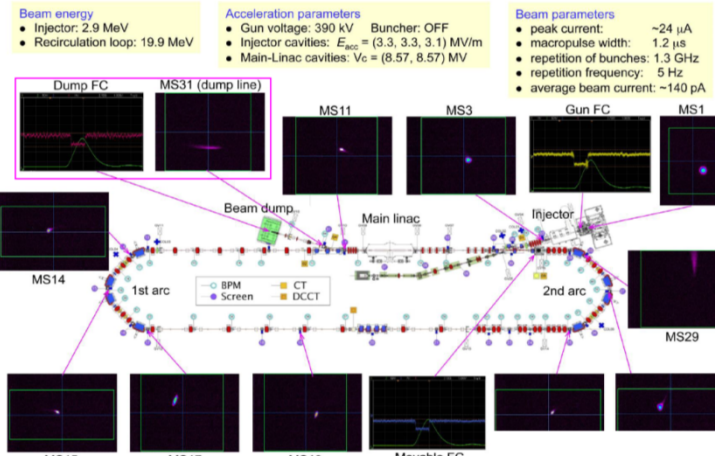 Beam energy
• Injector: 2.9 MeV
• Recirculation loop: 19.9 MeV
Acceleration parameters
• Gun voltage: 390 kV Buncher: OFF
• Injector cavities: Eacc = (3.3, 3.3, 3.1) MV/m
• Main-Linac cavities: Vc = (8.57, 8.57) MV
Beam parameters
• peak current: ~24 μA
• macropulse width: 1.2 μs
• repetition of bunches: 1.3 GHz
• repetition frequency: 5 Hz
• average beam current: ~140 pA
Dump FC
MS31 (dump line)
MS11
MS3
Gun FC
MS1
Beam dump
Main linac
Injector
MS14
1st arc
BPM
CT
Screen
DCCT
2nd arc
MS29
Movable FC